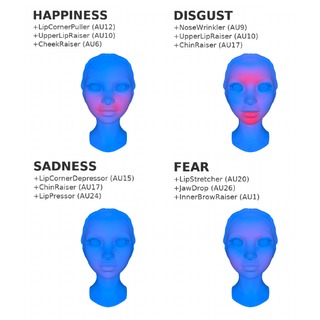 HAPPINESS
+LipCornerPuller (AU12)
+UpperLipRaiser (AU10)
+CheekRaiser (AU6)
DISGUST
+NoseWrinkler (AU9)
+UpperLipRaiser (AU10)
+ChinRaiser (AU17)
SADNESS
+LipCornerDepressor (AU15)
+ChinRaiser (AU17)
+LipPressor (AU24)
FEAR
+LipStretcher (AU20)
+JawDrop (AU26)
+InnerBrowRaiser (AU1)